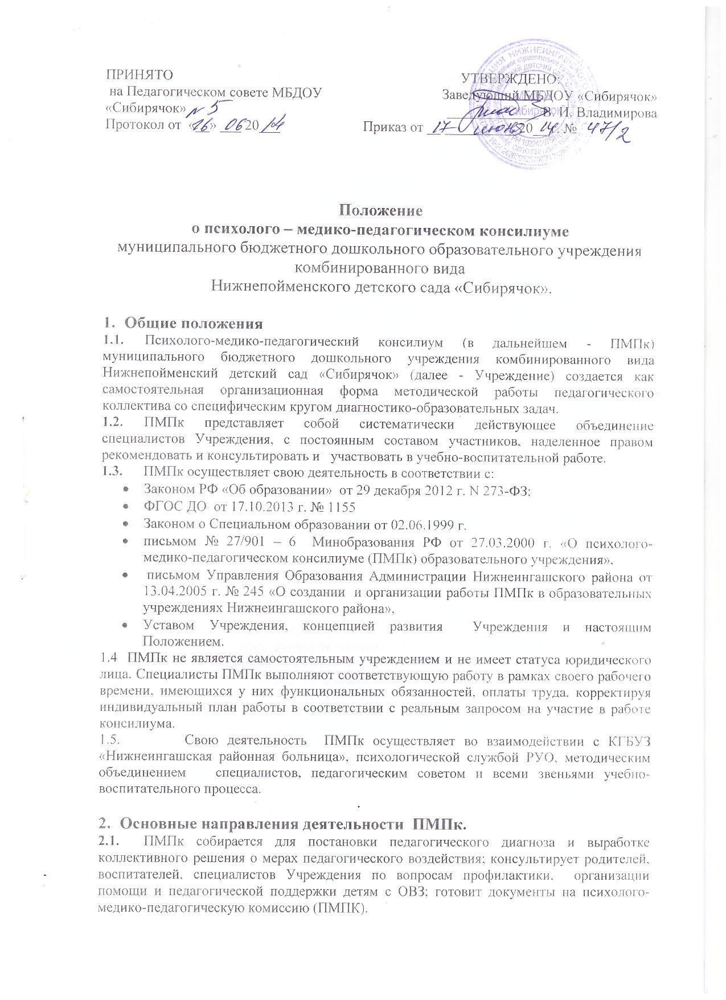 ПРИНЯТО
на Педагогическом совете МБДОУ
«Сибирячок» № 5
Протокол от «16» 06 20 14
УТВЕРЖДЕНО:
Заведующий МБДОУ «Сибирячок»
В. И. Владимирова
Приказ от 17 июня 20 14 г. № 47/2
Положение
о психолого – медико-педагогическом консилиуме
муниципального бюджетного дошкольного образовательного учреждения
комбинированного вида
Нижнепойменского детского сада «Сибирячок».
1. Общие положения
1.1. Психолого-медико-педагогический консилиум (в дальнейшем - ПМПк)
муниципального бюджетного дошкольного учреждения комбинированного вида
Нижнепойменский детский сад «Сибирячок» (далее - Учреждение) создается как
самостоятельная организационная форма методической работы педагогического
коллектива со специфическим кругом диагностико-образовательных задач.
1.2. ПМПк представляет собой систематически действующее объединение
специалистов Учреждения, с постоянным составом участников, наделенное правом
рекомендовать и консультировать и участвовать в учебно-воспитательной работе.
1.3. ПМПк осуществляет свою деятельность в соответствии с:
• Законом РФ «Об образовании» от 29 декабря 2012 г. N 273-ФЗ;
• ФГОС ДО от 17.10.2013 г. № 1155
• Законом о Специальном образовании от 02.06.1999 г.
• письмом № 27/901 – 6 Минобразования РФ от 27.03.2000 г. «О психолого-
медико-педагогическом консилиуме (ПМПк) образовательного учреждения»,
• письмом Управления Образования Администрации Нижнеингашского района от
13.04.2005 г. № 245 «О создании и организации работы ПМПк в образовательных
учреждениях Нижнеингашского района»,
• Уставом Учреждения, концепцией развития Учреждения и настоящим
Положением.
1.4 ПМПк не является самостоятельным учреждением и не имеет статуса юридического
лица. Специалисты ПМПк выполняют соответствующую работу в рамках своего рабочего
времени, имеющихся у них функциональных обязанностей, оплаты труда, корректируя
индивидуальный план работы в соответствии с реальным запросом на участие в работе
консилиума.
1.5. Свою деятельность ПМПк осуществляет во взаимодействии с КГБУЗ
«Нижнеингашская районная больница», психологической службой РУО, методическим
объединением специалистов, педагогическим советом и всеми звеньями учебно-
воспитательного процесса.
2. Основные направления деятельности ПМПк.
2.1. ПМПк собирается для постановки педагогического диагноза и выработке
коллективного решения о мерах педагогического воздействия; консультирует родителей,
воспитателей, специалистов Учреждения по вопросам профилактики, организации
помощи и педагогической поддержки детям с ОВЗ; готовит документы на психолого-
медико-педагогическую комиссию (ПМПК).